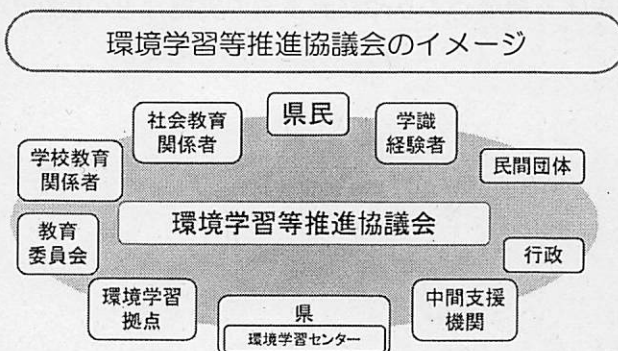 環境学習等推進協議会のイメージ
県民
社会教育
関係者
学識
経験者
学校教育
関係者
民間団体
環境学習等推進協議会
教育
委員会
行政
環境学習
拠点
県
環境学習センター
中間支援
機関